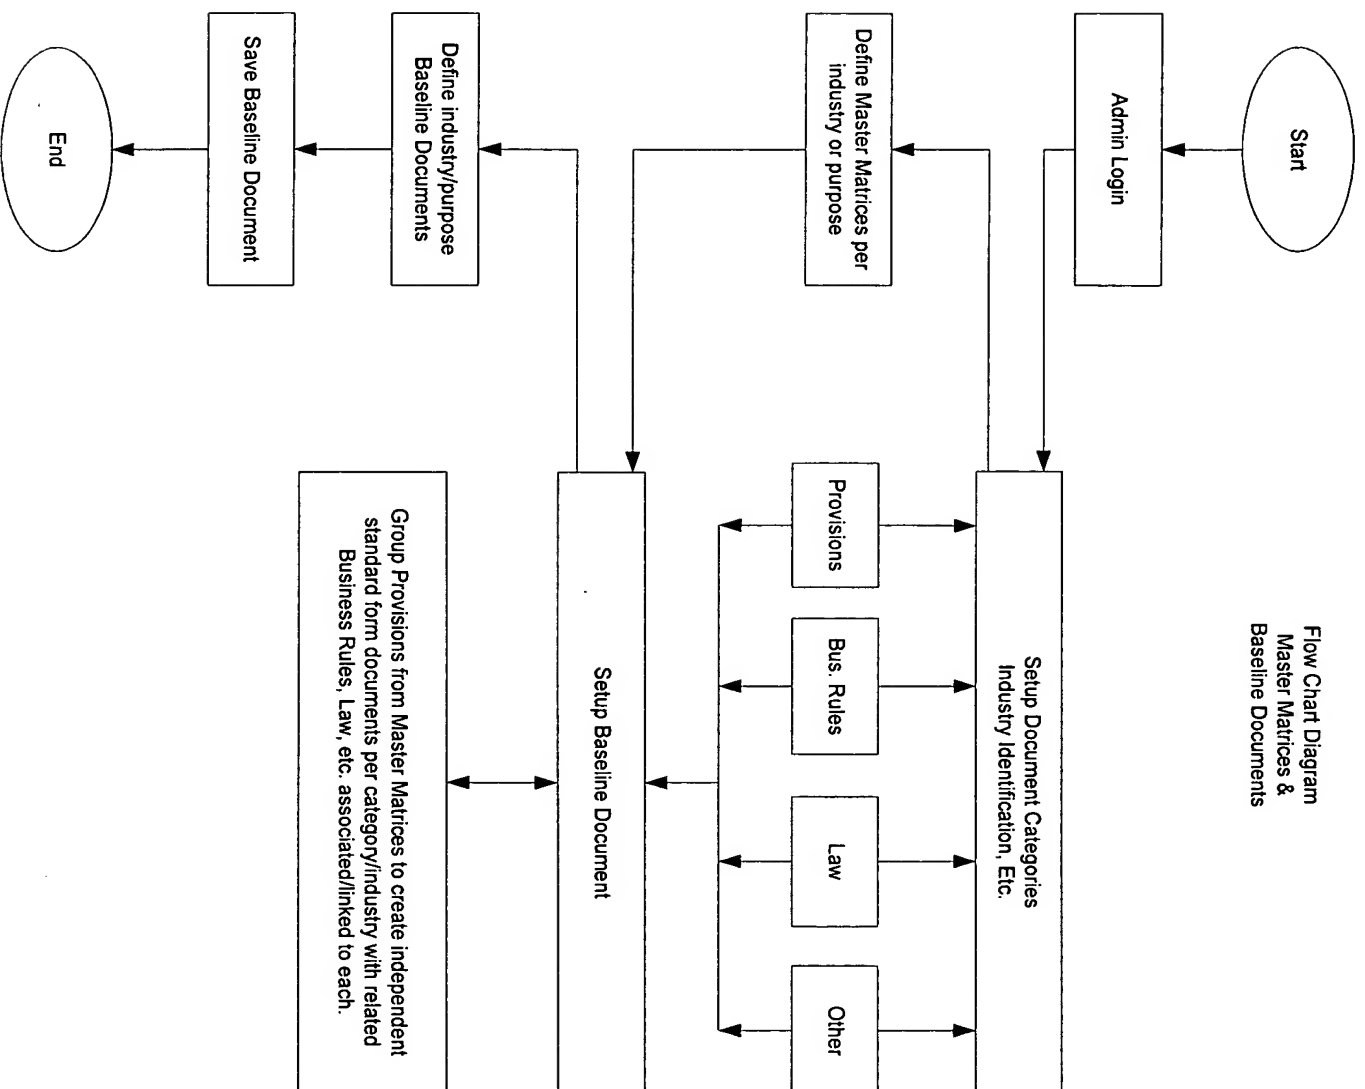 Flow Chart Diagram
Master Matrices &
Baseline Documents
Start
Admin Login
Setup Document Categories
Industry Identification, Etc.
Provisions
Bus. Rules
Law
Other
Define Master Matrices per
industry or purpose
Setup Baseline Document
Define industry/purpose
Baseline Documents
Group Provisions from Master Matrices to create independent
standard form documents per category/industry with related
Business Rules, Law, etc. associated/linked to each.
Save Baseline Document
End